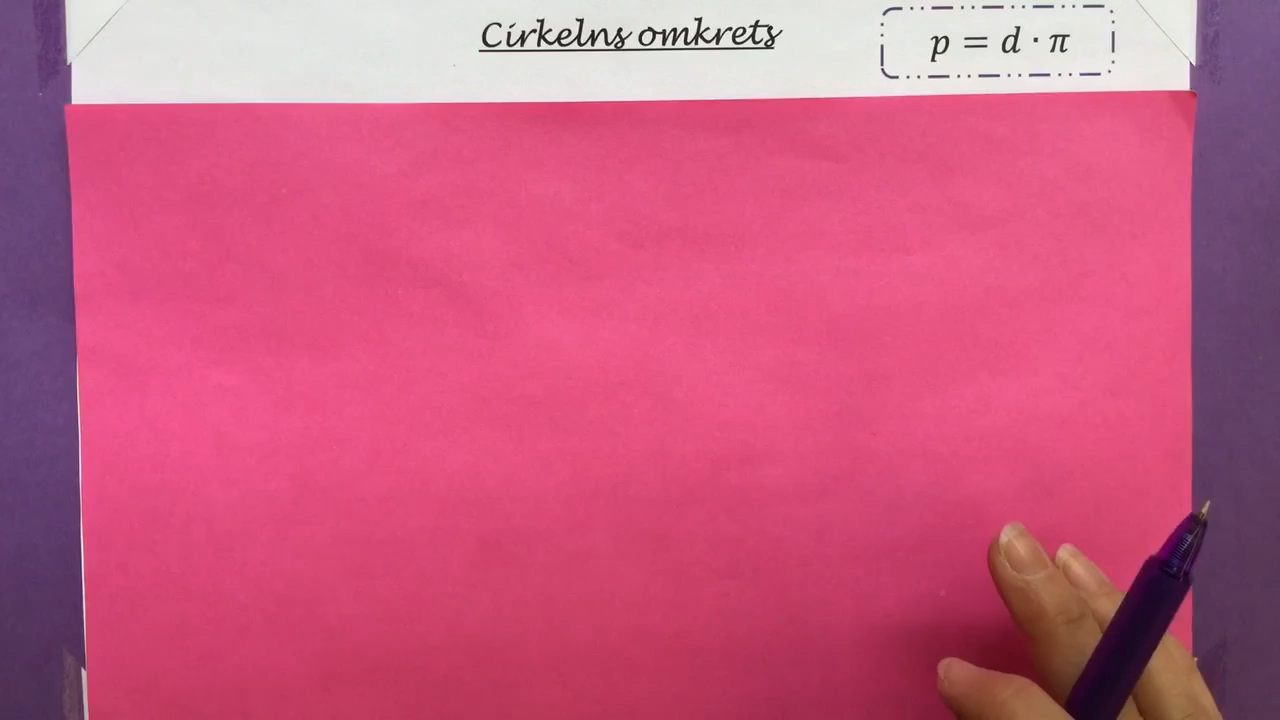 Cirkelns omkrets
p = d · π